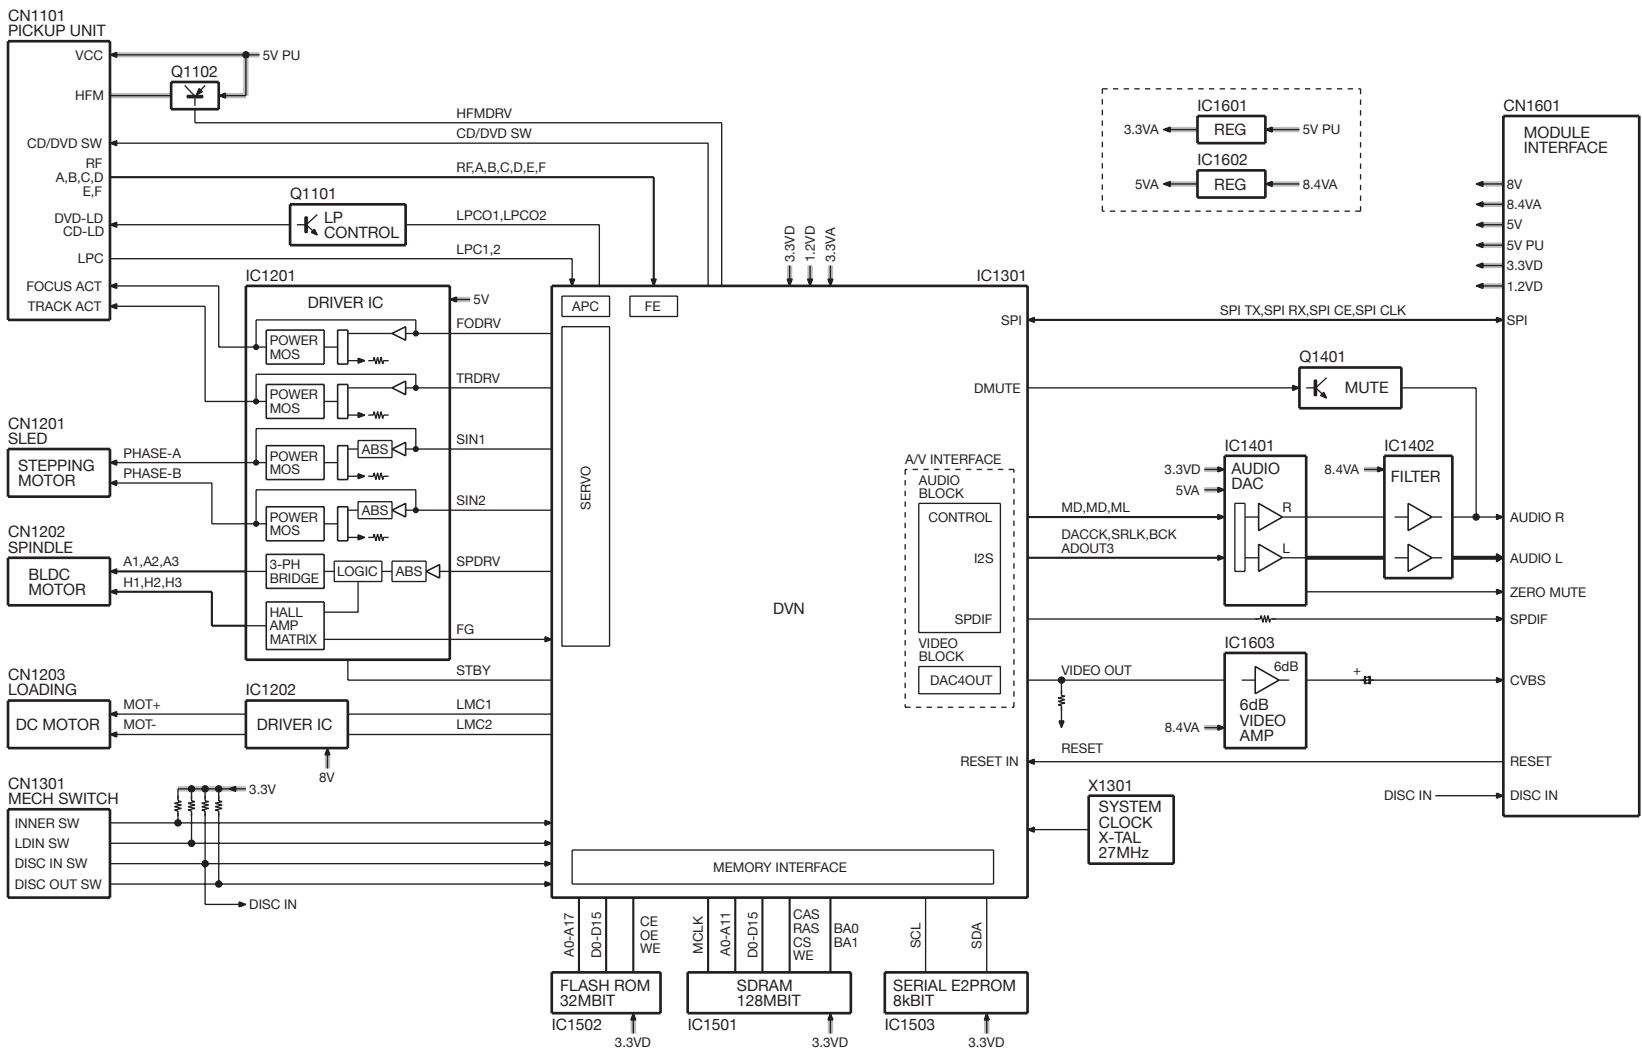 CN1101
PICKUP UNIT
VCC
5V PU
Q1102
HFM
HFMDRV
CD/DVD SW
CD/DVD SW
RF
A,B,C,D
E,F
RF,A,B,C,D,E,F
Q1101
LP
CONTROL
DVD-LD
CD-LD
LPCO1,LPCO2
LPC
LPC1,2
FOCUS ACT
TRACK ACT
IC1201
DRIVER IC
5V
POWER
MOS
FODRV
POWER
MOS
TRDRV
CN1201
SLED
STEPPING
MOTOR
PHASE-A
PHASE-B
POWER
MOS
ABS
SIN1
POWER
MOS
ABS
SIN2
CN1202
SPINDLE
BLDC
MOTOR
A1,A2,A3
H1,H2,H3
3-PH
BRIDGE
LOGIC
ABS
SPDRV
HALL
AMP
MATRIX
FG
STBY
CN1203
LOADING
DC MOTOR
MOT+
MOT-
IC1202
DRIVER IC
8V
LMC1
LMC2
CN1301
MECH SWITCH
3.3V
INNER SW
LDIN SW
DISC IN SW
DISC OUT SW
DISC IN
3.3VD
1.2VD
3.3VA
IC1301
APC
FE
SERVO
DVN
SPI
DMUTE
A/V INTERFACE
AUDIO
BLOCK
CONTROL
I2S
SPDIF
VIDEO
BLOCK
DAC4OUT
RESET IN
MEMORY INTERFACE
A0-A17
D0-D15
CE
OE
WE
MCLK
A0-A11
D0-D15
CAS
RAS
CS
WE
BA0
BA1
SCL
SDA
FLASH ROM
32MBIT
IC1502
3.3VD
SDRAM
128MBIT
IC1501
3.3VD
SERIAL E2PROM
8kBIT
IC1503
3.3VD
IC1601
3.3VA
REG
5V PU
IC1602
5VA
REG
8.4VA
SPI TX,SPI RX,SPI CE,SPI CLK
Q1401
MUTE
IC1401
AUDIO
DAC
3.3VD
5VA
R
L
IC1402
FILTER
8.4VA
MD,MD,ML
DACCK,SRLK,BCK
ADOUT3
IC1603
6dB
6dB
VIDEO
AMP
VIDEO OUT
8.4VA
+
RESET
X1301
SYSTEM
CLOCK
X-TAL
27MHz
DISC IN
CN1601
MODULE
INTERFACE
8V
8.4VA
5V
5V PU
3.3VD
1.2VD
SPI
AUDIO R
AUDIO L
ZERO MUTE
SPDIF
CVBS
RESET
DISC IN